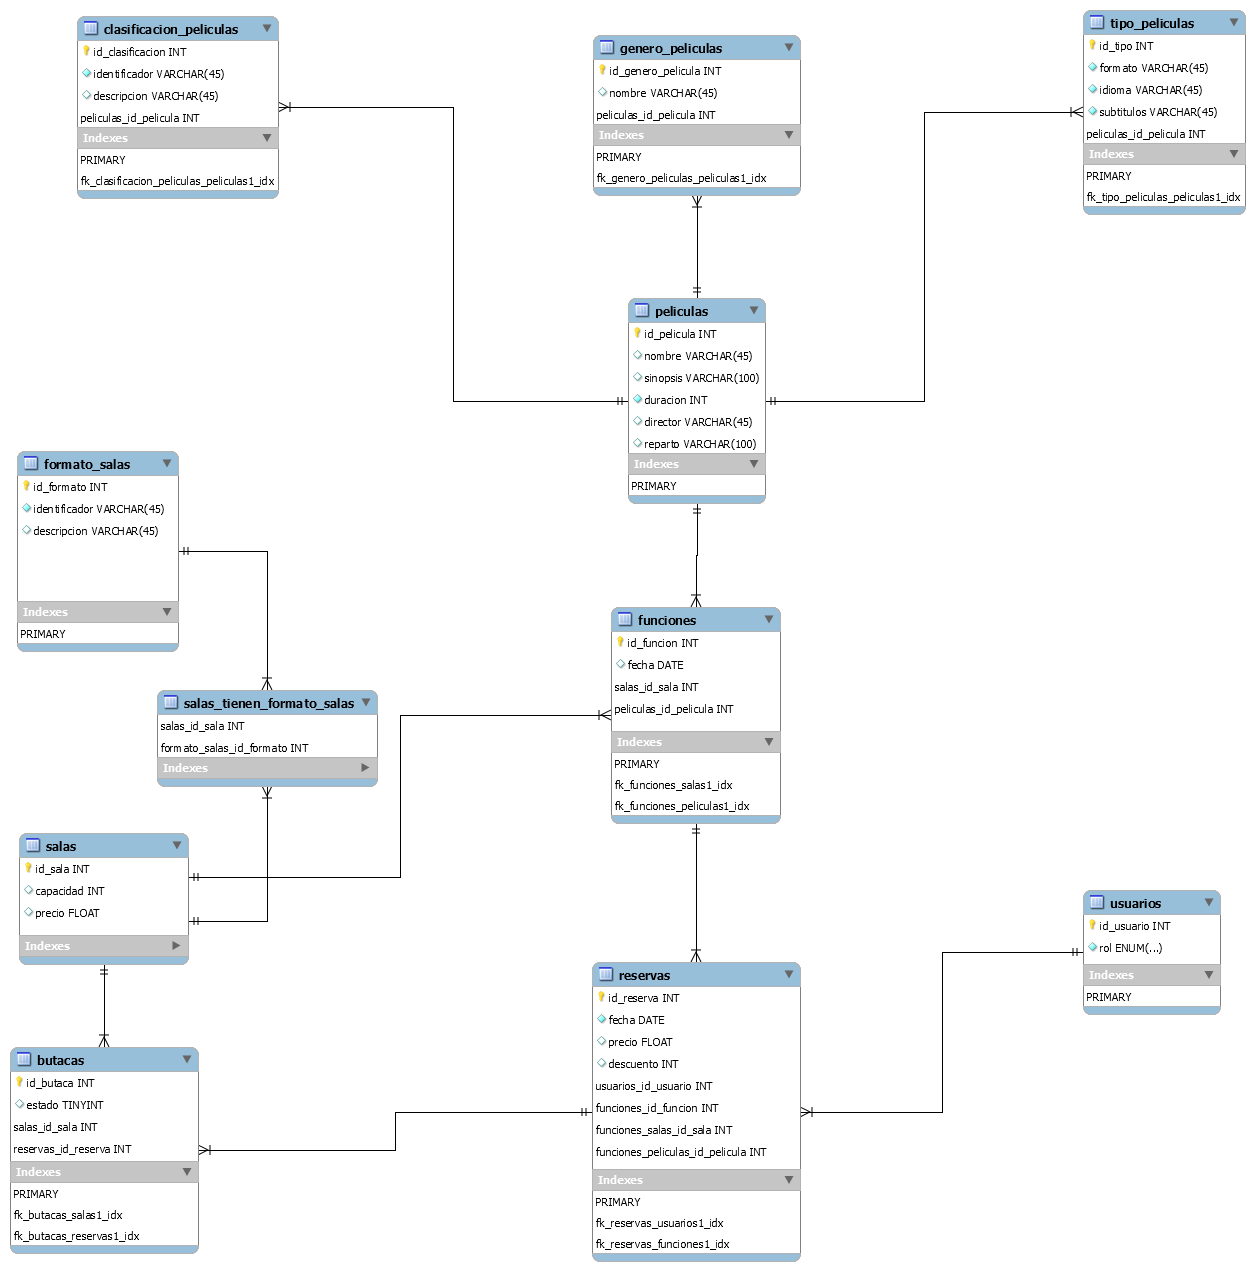 clasificacion_peliculas
id_clasificacion INT
identificador VARCHAR(45)
descripcion VARCHAR(45)
peliculas_id_pelicula INT
Indexes
PRIMARY
fk_clasificacion_peliculas_peliculas1_idx
genero_peliculas
id_genero_pelicula INT
nombre VARCHAR(45)
peliculas_id_pelicula INT
Indexes
PRIMARY
fk_genero_peliculas_peliculas1_idx
tipo_peliculas
id_tipo INT
formato VARCHAR(45)
idioma VARCHAR(45)
subtitulos VARCHAR(45)
peliculas_id_pelicula INT
Indexes
PRIMARY
fk_tipo_peliculas_peliculas1_idx
peliculas
id_pelicula INT
nombre VARCHAR(45)
sinopsis VARCHAR(100)
duracion INT
director VARCHAR(45)
reparto VARCHAR(100)
Indexes
PRIMARY
formato_salas
id_formato INT
identificador VARCHAR(45)
descripcion VARCHAR(45)
Indexes
PRIMARY
funciones
id_funcion INT
fecha DATE
salas_id_sala INT
peliculas_id_pelicula INT
Indexes
PRIMARY
fk_funciones_salas1_idx
fk_funciones_peliculas1_idx
salas_tienen_formato_salas
salas_id_sala INT
formato_salas_id_formato INT
Indexes
salas
id_sala INT
capacidad INT
precio FLOAT
Indexes
usuarios
id_usuario INT
rol ENUM(...)
Indexes
PRIMARY
reservas
id_reserva INT
fecha DATE
precio FLOAT
descuento INT
usuarios_id_usuario INT
funciones_id_funcion INT
funciones_salas_id_sala INT
funciones_peliculas_id_pelicula INT
Indexes
PRIMARY
fk_reservas_usuarios1_idx
fk_reservas_funciones1_idx
butacas
id_butaca INT
estado TINYINT
salas_id_sala INT
reservas_id_reserva INT
Indexes
PRIMARY
fk_butacas_salas1_idx
fk_butacas_reservas1_idx